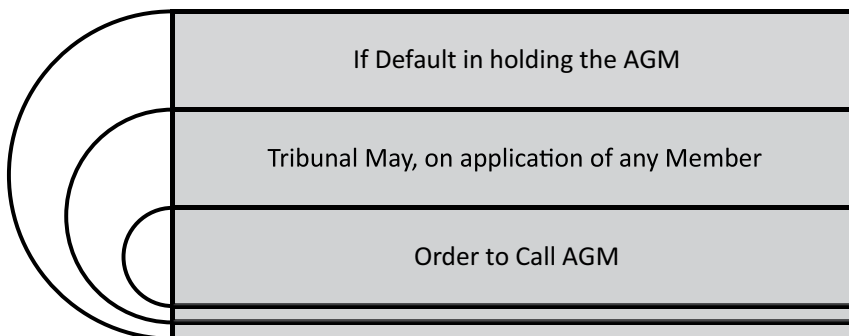 If Default in holding the AGM
Tribunal May, on application of any Member
Order to Call AGM